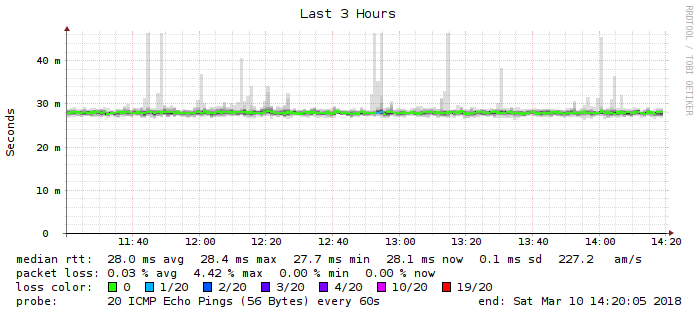 Last 3 Hours
RRDTOOL / TOBI OETIKER
Seconds
40 m
30 m
20 m
10 m
0
11:40 12:00 12:20 12:40 13:00 13:20 13:40 14:00 14:20
median rtt: 28.0 ms avg 28.4 ms max 27.7 ms min 28.1 ms now 0.1 ms sd 227.2 am/s
packet loss: 0.03 % avg 4.42 % max 0.00 % min 0.00 % now
loss color: 0 1/20 2/20 3/20 4/20 10/20 19/20
probe: 20 ICMP Echo Pings (56 Bytes) every 60s end: Sat Mar 10 14:20:05 2018